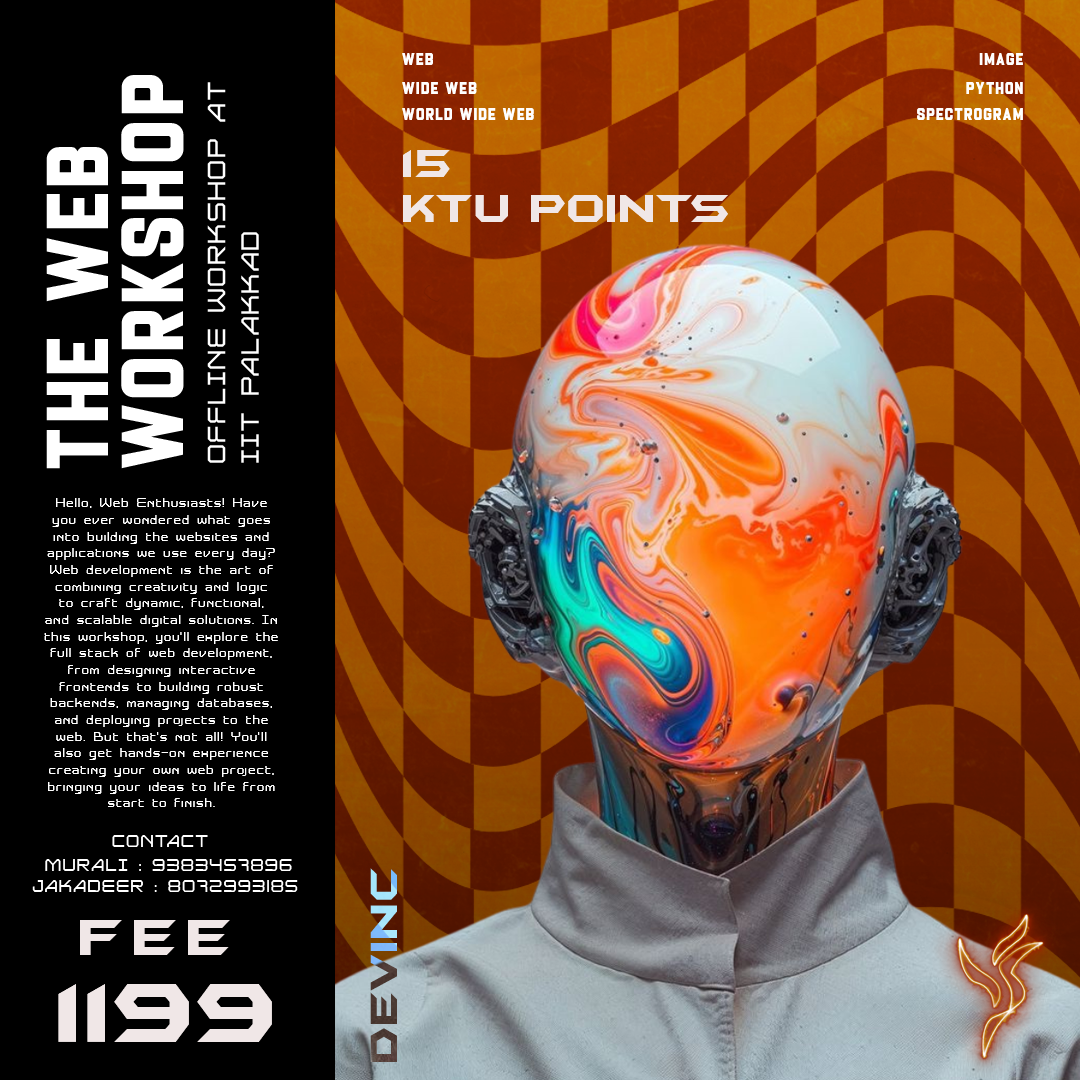 THE WEB
WORKSHOP
OFFLINE WORKSHOP AT
IIT PALAKKAD
Hello, Web Enthusiasts! Have
you ever wondered what goes
into building the websites and
applications we use every day?
Web development is the art of
combining creativity and logic
to craft dynamic, functional,
and scalable digital solutions. In
this workshop, you'll explore the
full stack of web development,
from designing interactive
frontends to building robust
backends, managing databases,
and deploying projects to the
web. But that's not all! You'll
also get hands-on experience
creating your own web project,
bringing your ideas to life from
start to finish.
CONTACT
MURALI : 9383457896
JAKADEER : 8072993185
FEE
1199
WEB
WIDE WEB
WORLD WIDE WEB
IMAGE
PYTHON
SPECTROGRAM
15
KTU POINTS
DEVINC